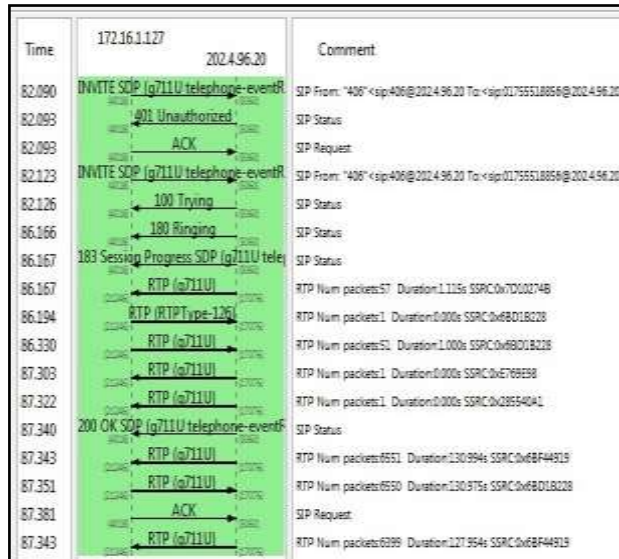 Time 172.16.1.127 202.4.96.20 Comment
82.090 INVITE SDP (g711U telephone-eventR SIP From: "406"<sip:406@202.4.96.20 To:<sip:01755518856@202.4.96.20
82.093 401 Unauthorized SIP Status
82.093 ACK SIP Request
82.123 INVITE SDP (g711U telephone-eventR SIP From: "406"<sip:406@202.4.96.20 To:<sip:01755518856@202.4.96.20
82.126 100 Trying SIP Status
86.166 180 Ringing SIP Status
86.167 183 Session Progress SDP (g711U telep SIP Status
86.167 RTP (g711U) RTP Num packets:57 Duration:1.115s SSRC:0x7D10274B
86.194 RTP (RTPType-126) RTP Num packets:1 Duration:0.000s SSRC:0x6BD1B228
86.330 RTP (g711U) RTP Num packets:51 Duration:1.000s SSRC:0x6BD1B228
87.303 RTP (g711U) RTP Num packets:1 Duration:0.000s SSRC:0xE769E98
87.322 RTP (g711U) RTP Num packets:1 Duration:0.000s SSRC:0x285540A1
87.340 200 OK SDP (g711U telephone-eventF SIP Status
87.343 RTP (g711U) RTP Num packets:6551 Duration:130.994s SSRC:0x6BF44919
87.351 RTP (g711U) RTP Num packets:6550 Duration:130.975s SSRC:0x6BD1B228
87.381 ACK SIP Request
87.343 RTP (g711U) RTP Num packets:6399 Duration:127.954s SSRC:0x6BF44919